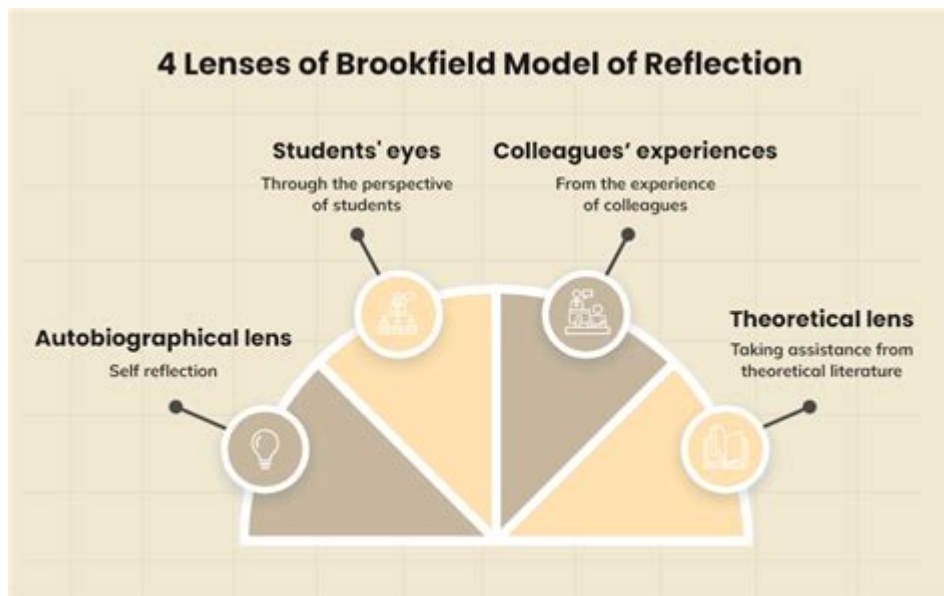 4 Lenses of Brookfield Model of Reflection
Students' eyes
Through the perspective
of students
Colleagues‘ experiences
From the experience
of colleagues
Autobiographical lens
Self reflection
Theoretical lens
Taking assistance from
theoretical literature